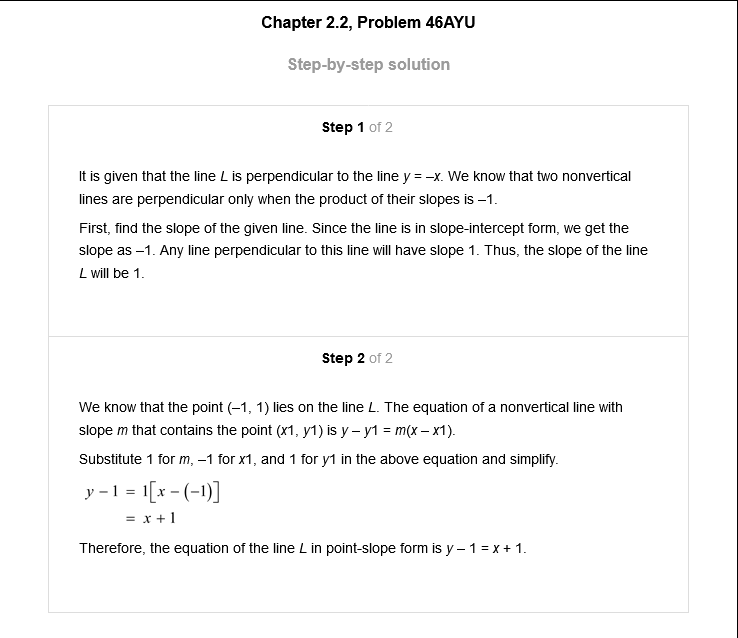 Chapter 2.2, Problem 46AYU
Step-by-step solution
Step 1 of 2
It is given that the line L is perpendicular to the line y = –x. We know that two nonvertical
lines are perpendicular only when the product of their slopes is –1.
First, find the slope of the given line. Since the line is in slope-intercept form, we get the
slope as –1. Any line perpendicular to this line will have slope 1. Thus, the slope of the line
L will be 1.
Step 2 of 2
We know that the point (–1, 1) lies on the line L. The equation of a nonvertical line with
slope m that contains the point (x1, y1) is y – y1 = m(x – x1).
Substitute 1 for m, –1 for x1, and 1 for y1 in the above equation and simplify.
y – 1 = 1[x – (–1)]
= x + 1
Therefore, the equation of the line L in point-slope form is y – 1 = x + 1.